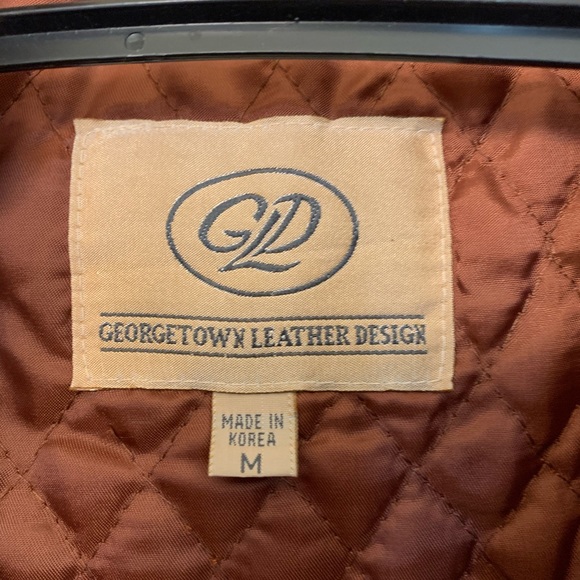 GLD
GEORGETOWN LEATHER DESIGN
MADE IN
KOREA
M